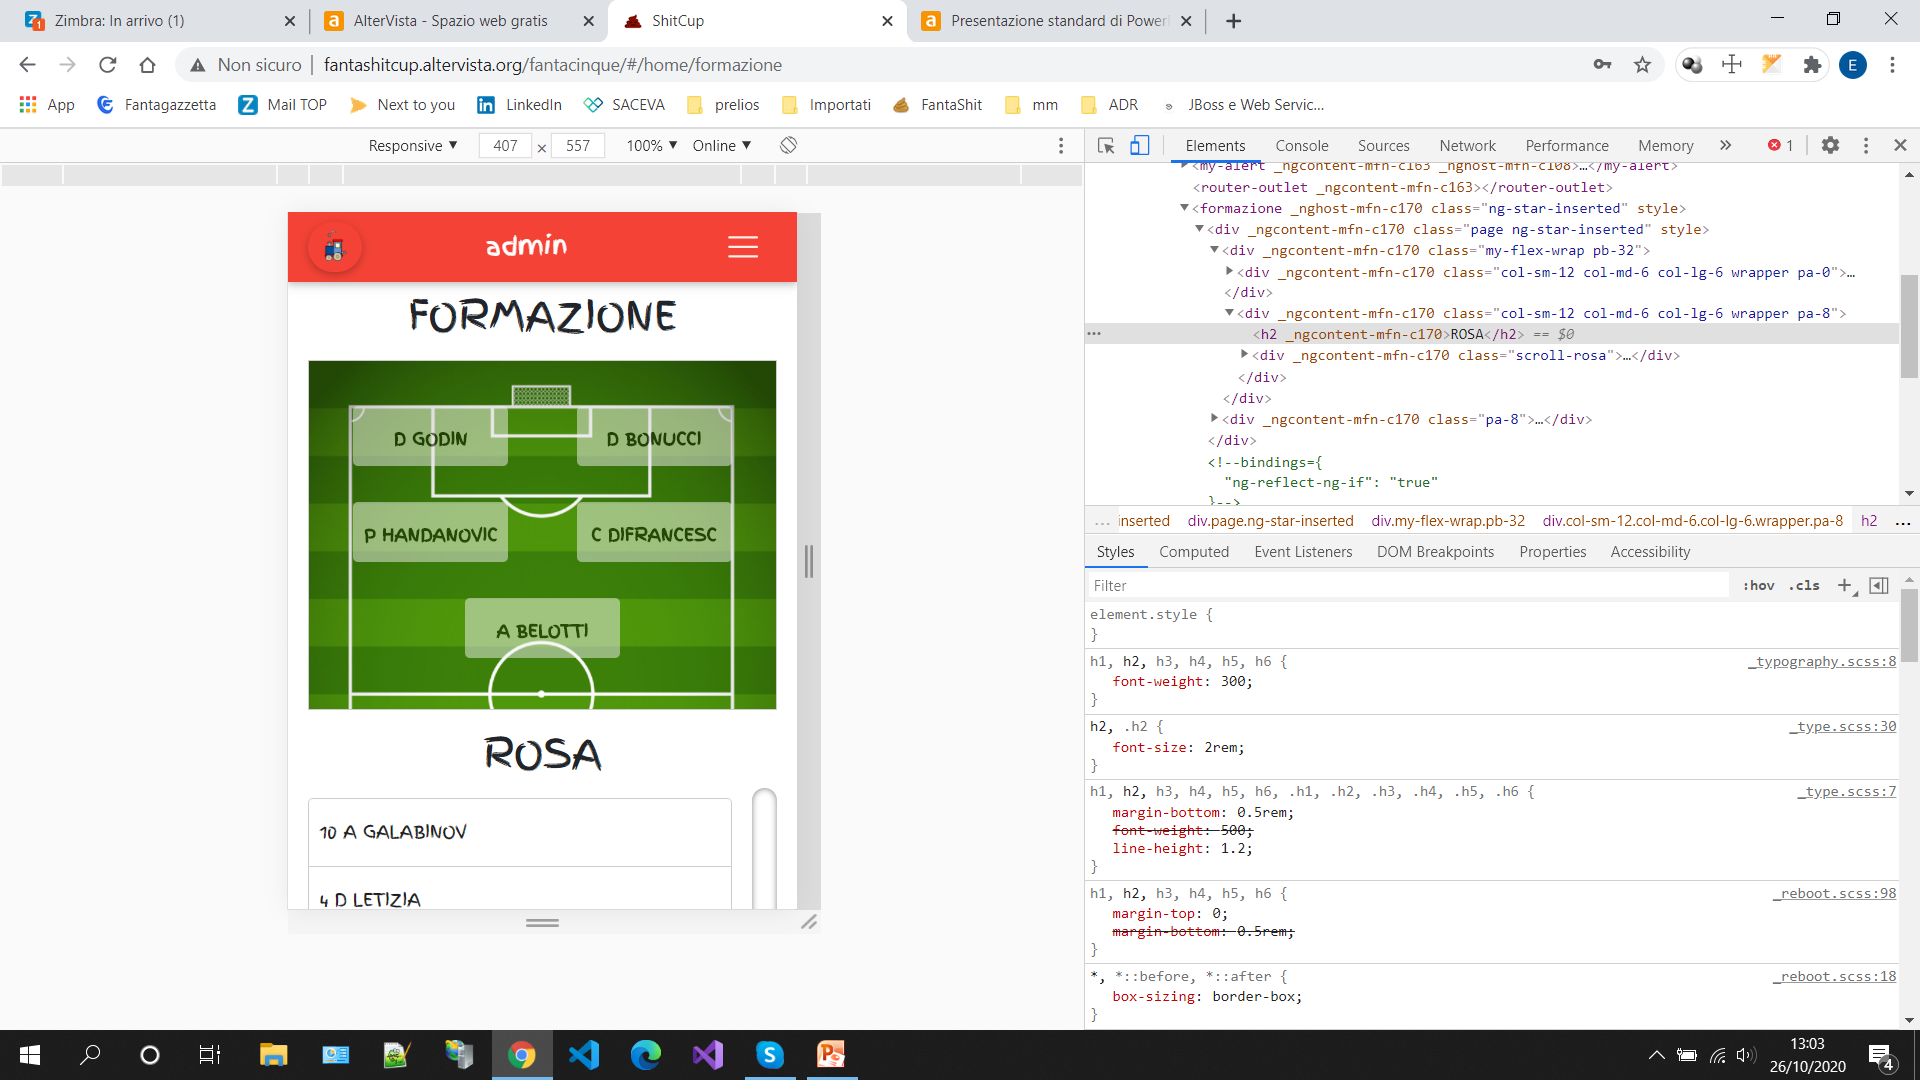 Zimbra: In arrivo (1)
AlterVista - Spazio web gratis
ShitCup
Presentazione standard di Power
Non sicuro
fantashitcup.altervista.org/fantacinque/#/home/formazione
E
App
Fantagazzetta
Mail TOP
Next to you
LinkedIn
SACEVA
prelios
Importati
FantaShit
mm
ADR
JBoss e Web Servic...
Responsive ▼
407 × 557
100% ▼
Online ▼
Elements
Console
Sources
Network
Performance
Memory
»
1
admin
FORMAZIONE
D GODIN
D BONUCCI
P HANDANOVIC
C DIFRANCESC
A BELOTTI
ROSA
10 A GALABINOV
4 D LETIZIA
<my-alert _ngcontent-mfn-c163 _nghost-mfn-c108>…</my-alert>
<router-outlet _ngcontent-mfn-c163></router-outlet>
<formazione _nghost-mfn-c170 class="ng-star-inserted" style>
<div _ngcontent-mfn-c170 class="page ng-star-inserted" style>
<div _ngcontent-mfn-c170 class="my-flex-wrap pb-32">
<div _ngcontent-mfn-c170 class="col-sm-12 col-md-6 col-lg-6 wrapper pa-0">…
</div>
<div _ngcontent-mfn-c170 class="col-sm-12 col-md-6 col-lg-6 wrapper pa-8">
<h2 _ngcontent-mfn-c170>ROSA</h2> == $0
<div _ngcontent-mfn-c170 class="scroll-rosa">…</div>
</div>
</div>
<div _ngcontent-mfn-c170 class="pa-8">…</div>
</div>
<!--bindings={
"ng-reflect-ng-if": "true"
}-->
... inserted div.page.ng-star-inserted div.my-flex-wrap.pb-32 div.col-sm-12.col-md-6.col-lg-6.wrapper.pa-8 h2 ...
Styles
Computed
Event Listeners
DOM Breakpoints
Properties
Accessibility
Filter
:hov .cls +
element.style {
}
h1, h2, h3, h4, h5, h6 { _typography.scss:8
font-weight: 300;
}
h2, .h2 { _type.scss:30
font-size: 2rem;
}
h1, h2, h3, h4, h5, h6, .h1, .h2, .h3, .h4, .h5, .h6 { _type.scss:7
margin-bottom: 0.5rem;
font-weight: 500;
line-height: 1.2;
}
h1, h2, h3, h4, h5, h6 { _reboot.scss:98
margin-top: 0;
margin-bottom: 0.5rem;
}
*, *::before, *::after { _reboot.scss:18
box-sizing: border-box;
}
13:03
26/10/2020
4